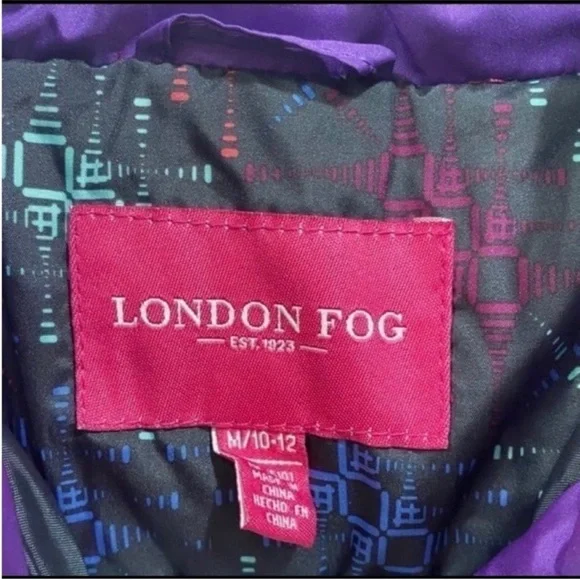 LONDON FOG
EST. 1923
M/10-12
MADE IN
CHINA
HECHO EN
CHINA